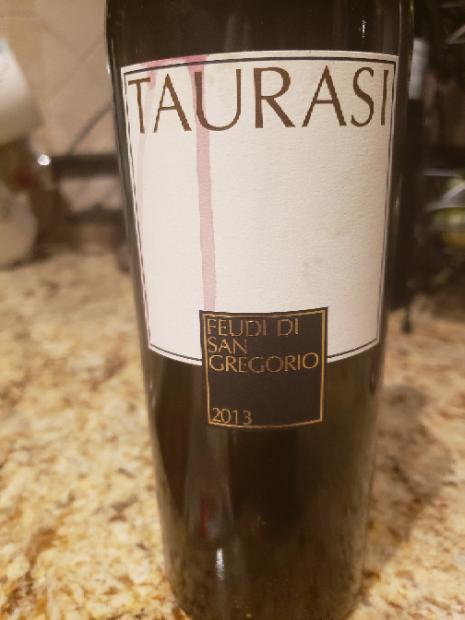 TAURASI
FEUDI DI
SAN
GREGORIO
2013